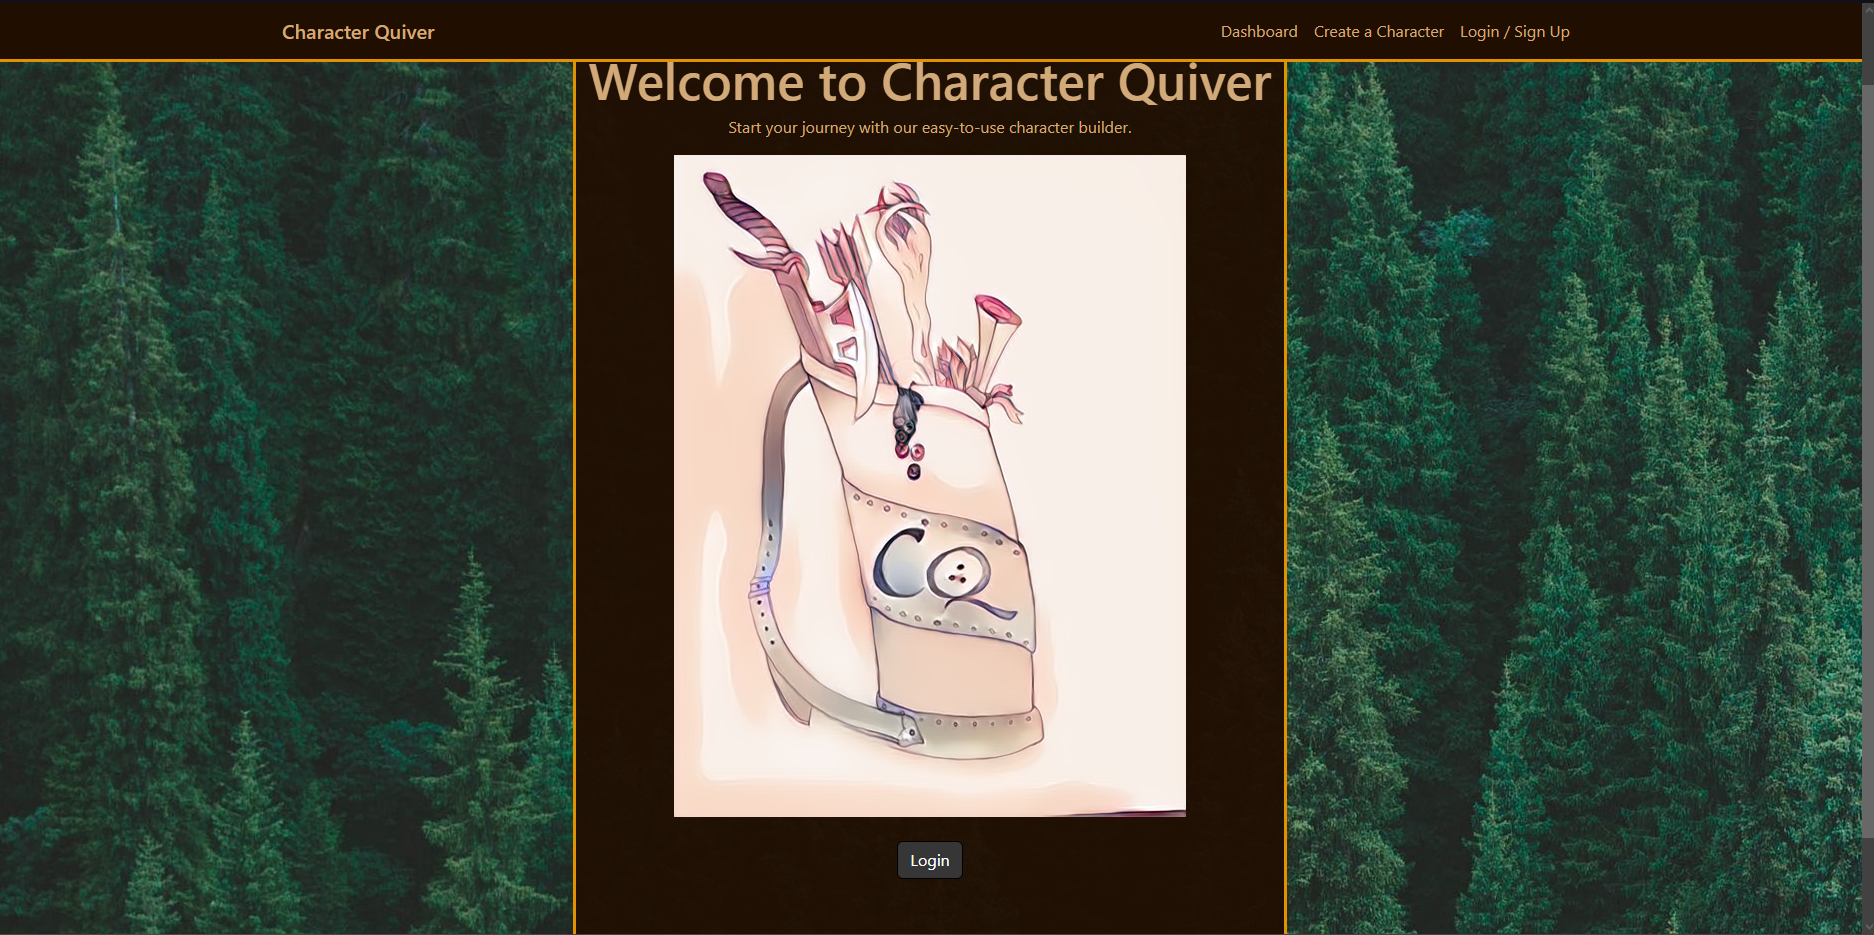 Character Quiver
Dashboard Create a Character Login / Sign Up
Welcome to Character Quiver
Start your journey with our easy-to-use character builder.
CQ
Login